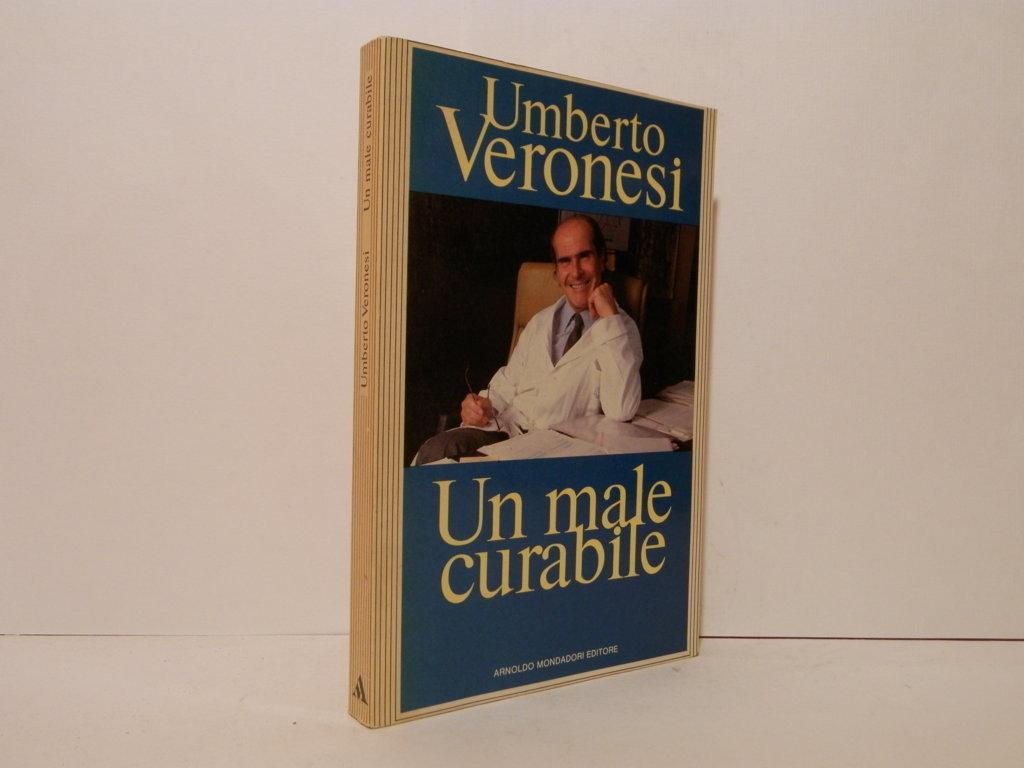 Umberto
Veronesi
Un male
curabile
ARNOLDO MONDADORI EDITORE
Umberto Veronesi Un male curabile